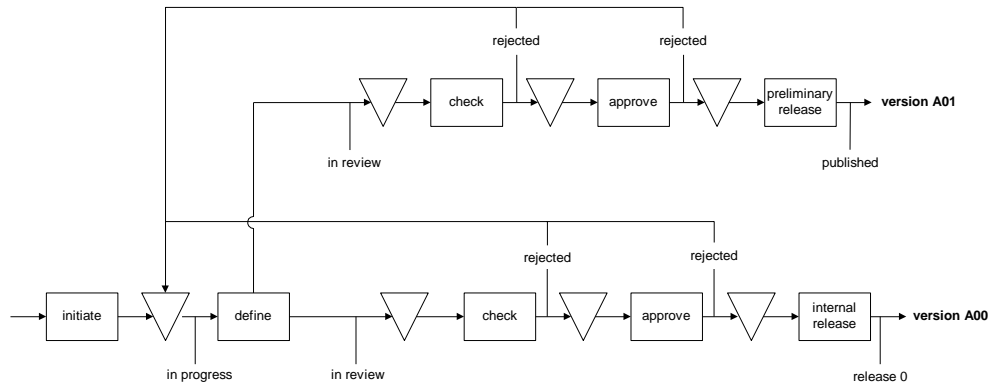 rejected
rejected
check
approve
preliminary
release
version A01
in review
published
rejected
rejected
initiate
define
check
approve
internal
release
version A00
in progress
in review
release 0